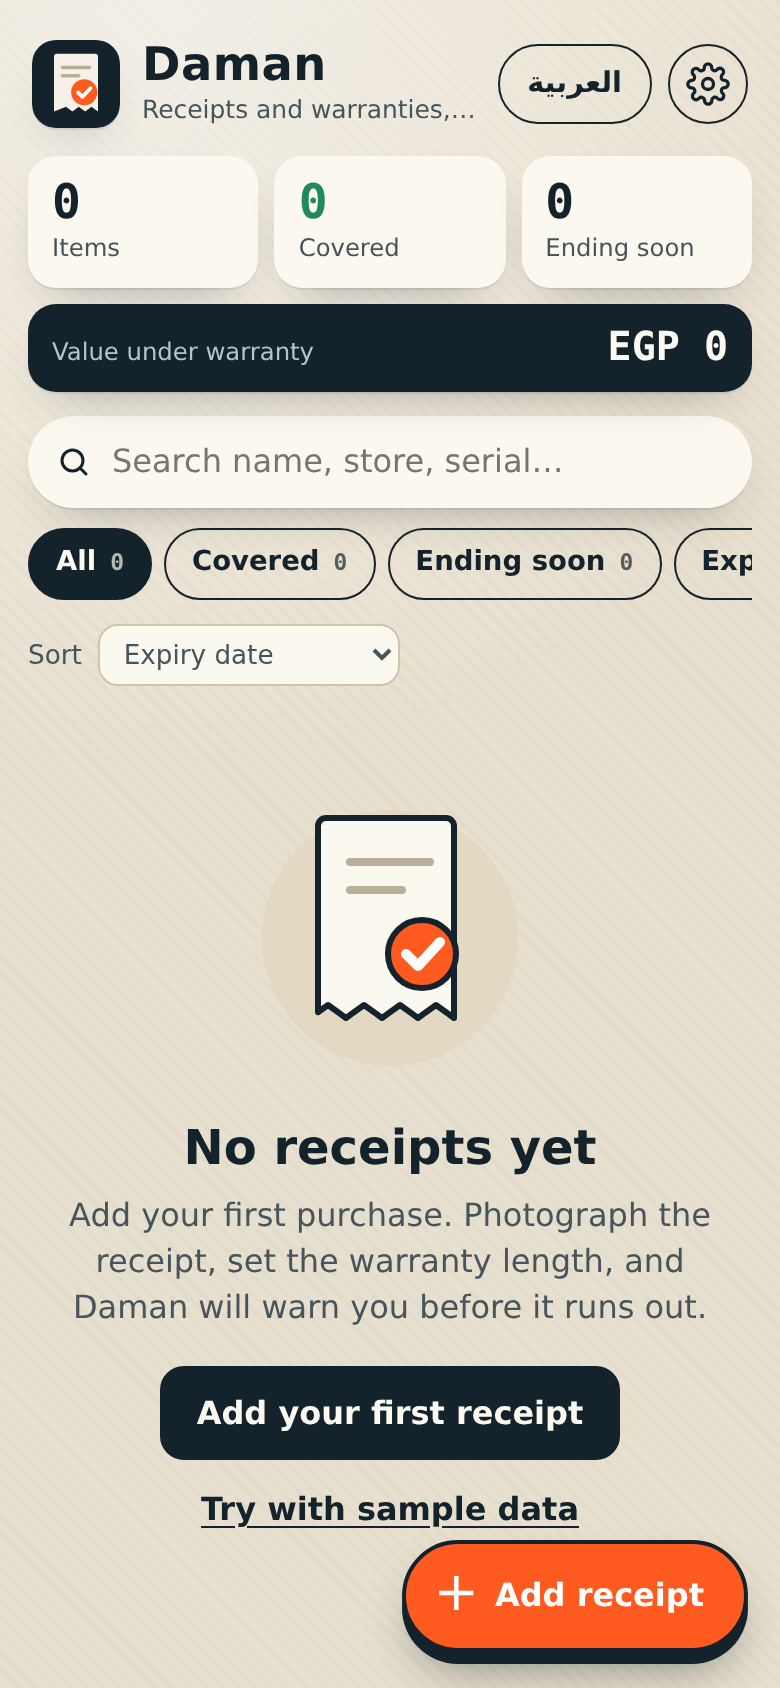 Daman
Receipts and warranties,...
العربية
0
Items
0
Covered
0
Ending soon
Value under warranty
EGP 0
Search name, store, serial...
All 0
Covered 0
Ending soon 0
Exp
Sort
Expiry date
No receipts yet
Add your first purchase. Photograph the
receipt, set the warranty length, and
Daman will warn you before it runs out.
Add your first receipt
Try with sample data
+ Add receipt